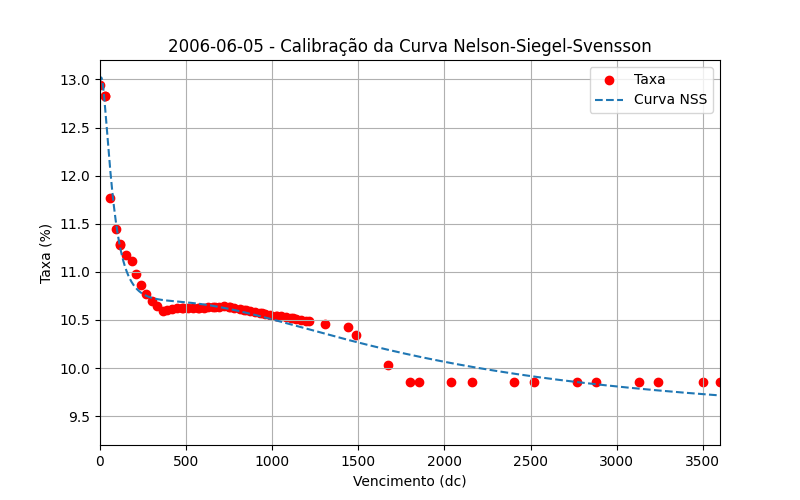 2006-06-05 - Calibração da Curva Nelson-Siegel-Svensson
Taxa
Curva NSS
13.0
12.5
12.0
11.5
11.0
10.5
10.0
9.5
Taxa (%)
0 500 1000 1500 2000 2500 3000 3500
Vencimento (dc)